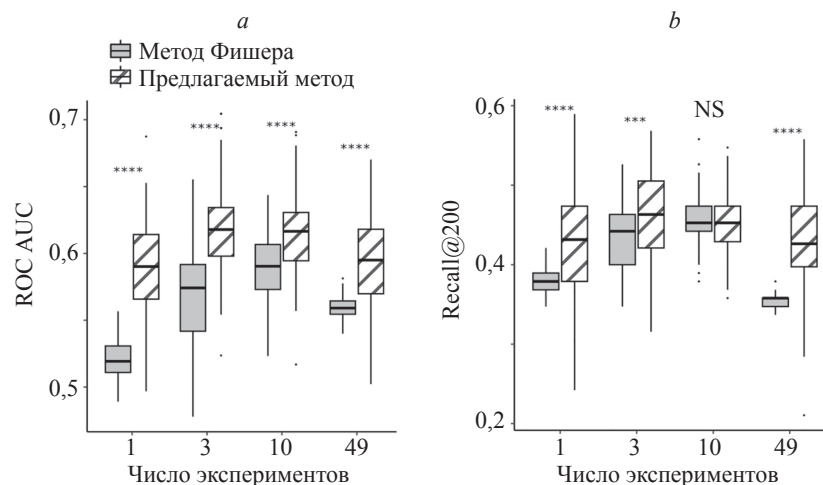 a
Метод Фишера
Предлагаемый метод
ROC AUC
0,7
0,6
0,5
****
****
****
****
1 3 10 49
Число экспериментов
b
Recall@200
0,6
0,4
0,2
****
***
NS
****
1 3 10 49
Число экспериментов